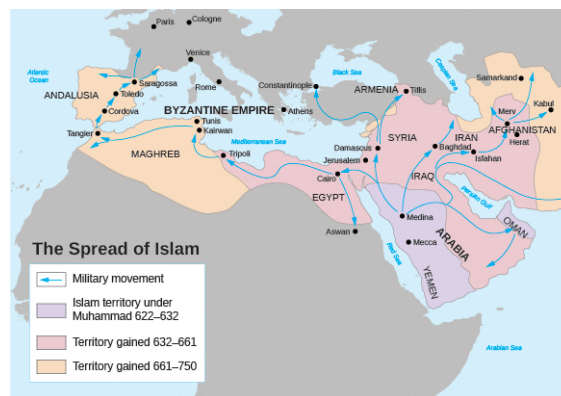 Paris
Cologne
Atlantic
Ocean
Venice
Black Sea
Caspian Sea
Saragossa
Samarkand
ANDALUSIA
Toledo
Rome
Constantinople
ARMENIA
Tiflis
Merv
Kabul
Cordova
BYZANTINE EMPIRE
Athens
AFGHANISTAN
Tunis
Kairwan
Tangier
SYRIA
IRAN
Herat
Mediterranean Sea
Damascus
Baghdad
Isfahan
MAGHREB
Tripoli
Jerusalem
Cairo
IRAQ
EGYPT
Persian Gulf
Medina
OMAN
Aswan
ARABIA
Mecca
Red Sea
YEMEN
Arabian Sea
The Spread of Islam
Military movement
Islam territory under
Muhammad 622–632
Territory gained 632–661
Territory gained 661–750